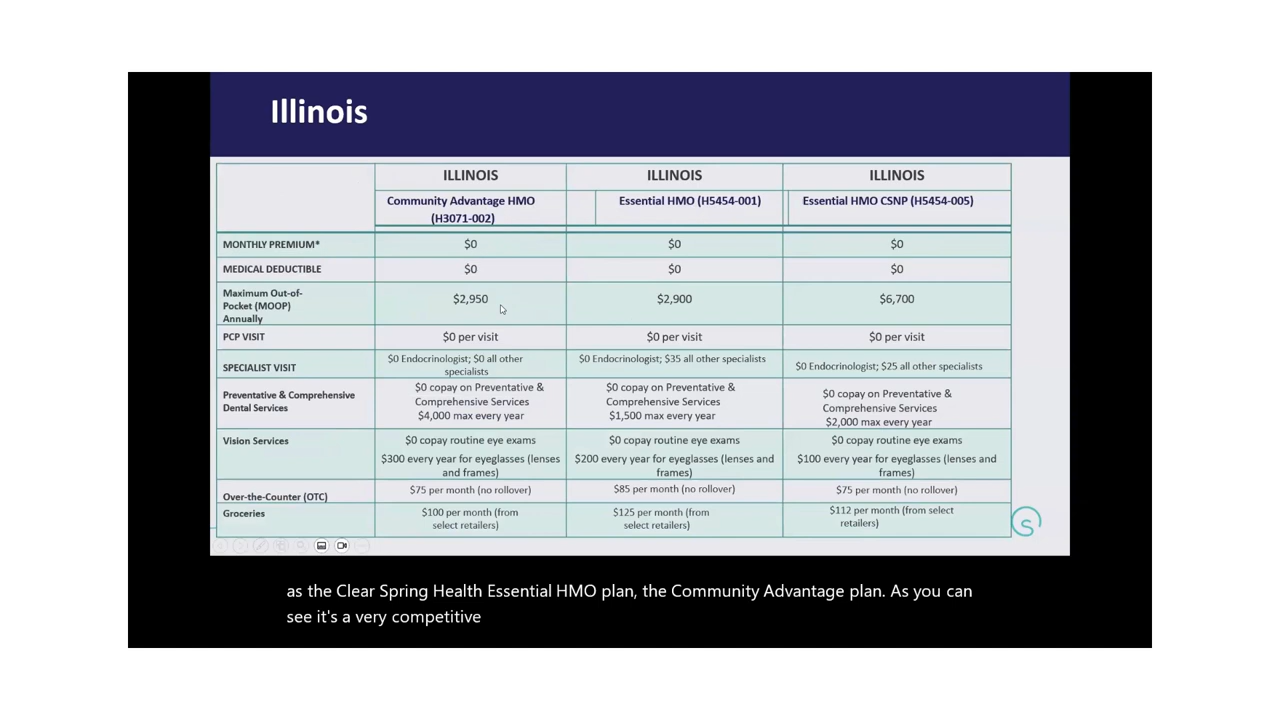 Illinois
ILLINOIS
ILLINOIS
ILLINOIS
Community Advantage HMO
(H3071-002)
Essential HMO (H5454-001)
Essential HMO CSNP (H5454-005)
MONTHLY PREMIUM*
$0
$0
$0
MEDICAL DEDUCTIBLE
$0
$0
$0
Maximum Out-of-
Pocket (MOOP)
Annually
$2,950
$2,900
$6,700
PCP VISIT
$0 per visit
$0 per visit
$0 per visit
SPECIALIST VISIT
$0 Endocrinologist; $0 all other
specialists
$0 Endocrinologist; $35 all other specialists
$0 Endocrinologist; $25 all other specialists
Preventative & Comprehensive
Dental Services
$0 copay on Preventative &
Comprehensive Services
$4,000 max every year
$0 copay on Preventative &
Comprehensive Services
$1,500 max every year
$0 copay on Preventative &
Comprehensive Services
$2,000 max every year
Vision Services
$0 copay routine eye exams
$300 every year for eyeglasses (lenses
and frames)
$0 copay routine eye exams
$200 every year for eyeglasses (lenses and
frames)
$0 copay routine eye exams
$100 every year for eyeglasses (lenses and
frames)
Over-the-Counter (OTC)
$75 per month (no rollover)
$85 per month (no rollover)
$75 per month (no rollover)
Groceries
$100 per month (from
select retailers)
$125 per month (from
select retailers)
$112 per month (from select
retailers)
as the Clear Spring Health Essential HMO plan, the Community Advantage plan. As you can
see it's a very competitive